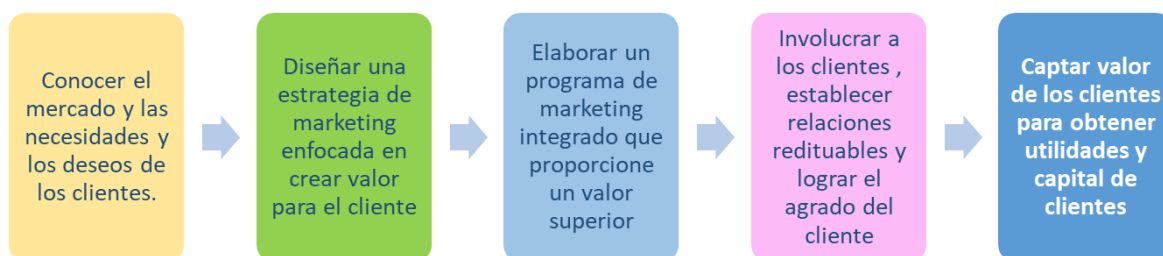 Conocer el
mercado y las
necesidades y
los deseos de
los clientes.
Diseñar una
estrategia de
marketing
enfocada en
crear valor
para el cliente
Elaborar un
programa de
marketing
integrado que
proporcione
un valor
superior
Involucrar a
los clientes ,
establecer
relaciones
redituables y
lograr el
agrado del
cliente
Captar valor
de los clientes
para obtener
utilidades y
capital de
clientes